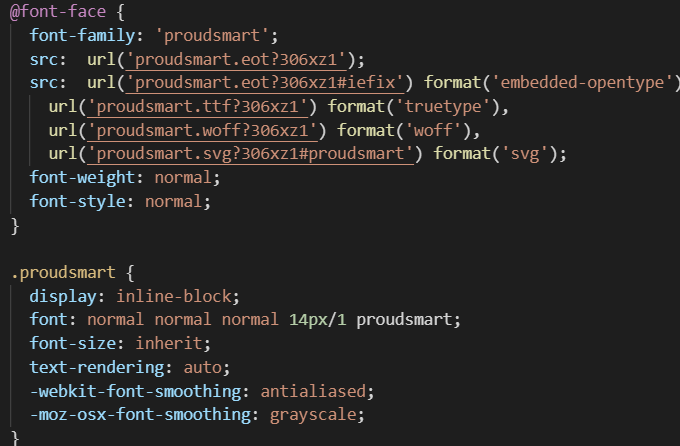 @font-face {
font-family: 'proudsmart';
src:  url('proudsmart.eot?306xz1');
src:  url('proudsmart.eot?306xz1#iefix') format('embedded-opentype')
url('proudsmart.ttf?306xz1') format('truetype'),
url('proudsmart.woff?306xz1') format('woff'),
url('proudsmart.svg?306xz1#proudsmart') format('svg');
font-weight: normal;
font-style: normal;
}
.proudsmart {
display: inline-block;
font: normal normal normal 14px/1 proudsmart;
font-size: inherit;
text-rendering: auto;
-webkit-font-smoothing: antialiased;
-moz-osx-font-smoothing: grayscale;
}